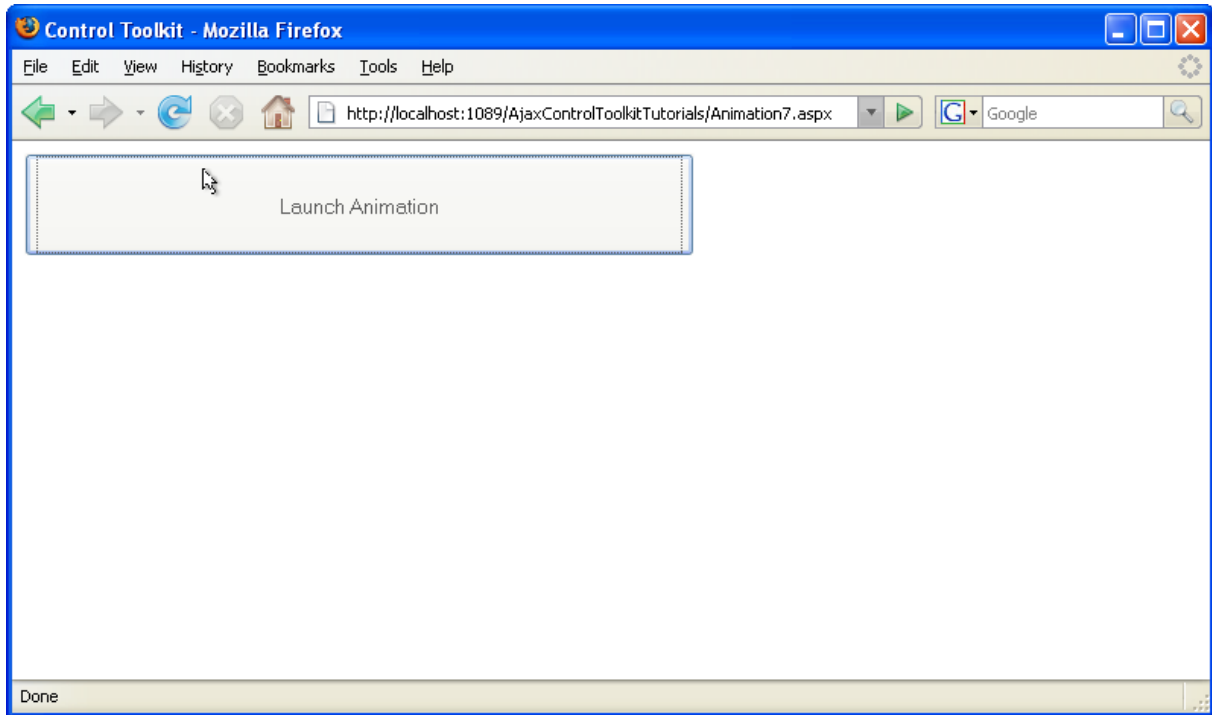 Control Toolkit - Mozilla Firefox
File Edit View History Bookmarks Tools Help
http://localhost:1089/AjaxControlToolkitTutorials/Animation7.aspx G Google
Launch Animation
Done